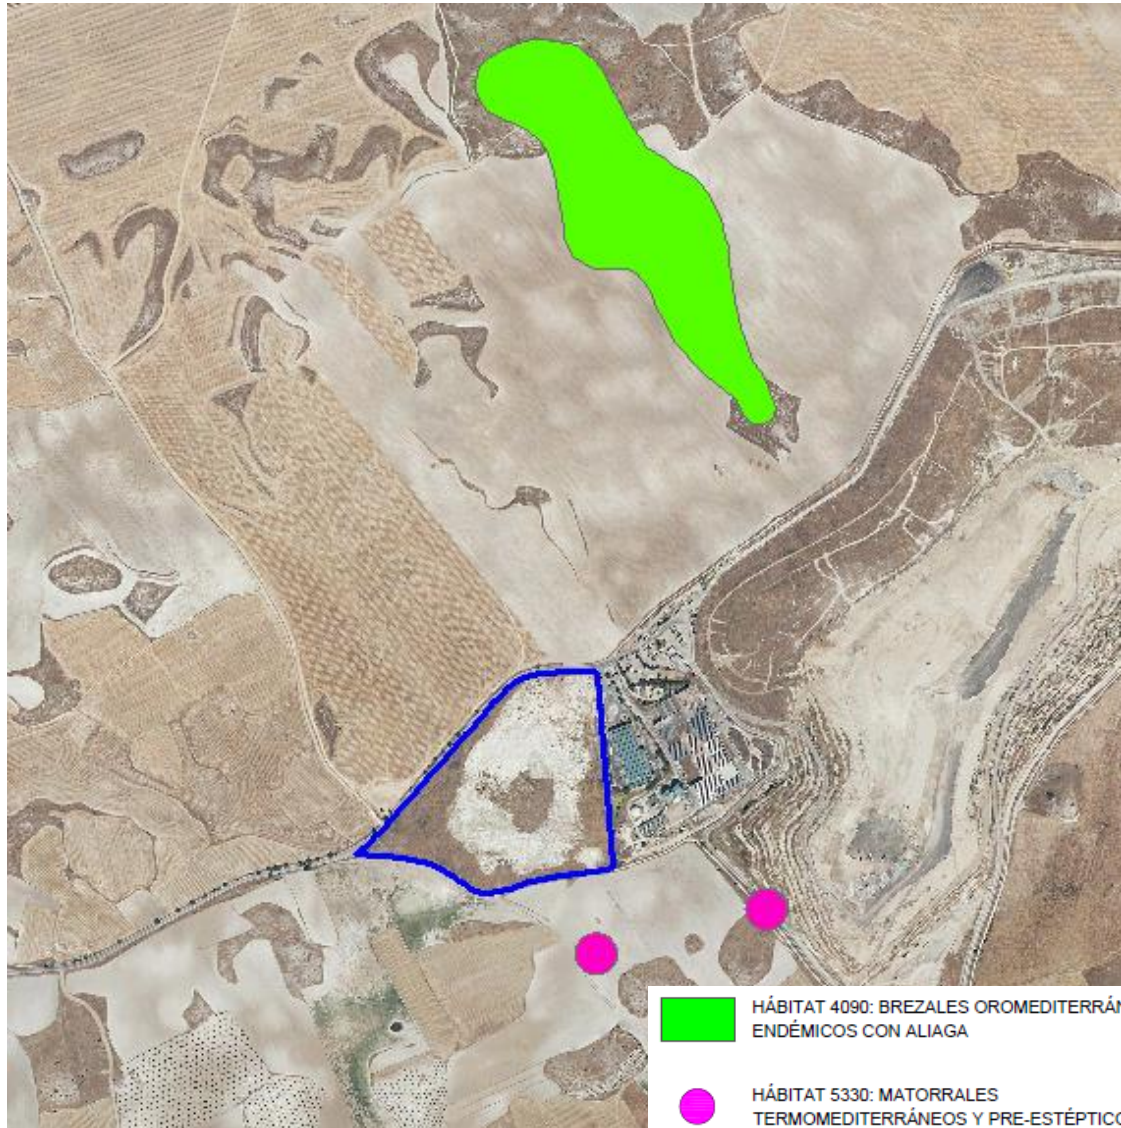 HÁBITAT 4090: BREZALES OROMEDITERRÁN
ENDÉMICOS CON ALIAGA
HÁBITAT 5330: MATORRALES
TERMOMEDITERRÁNEOS Y PRE-ESTÉPTICO